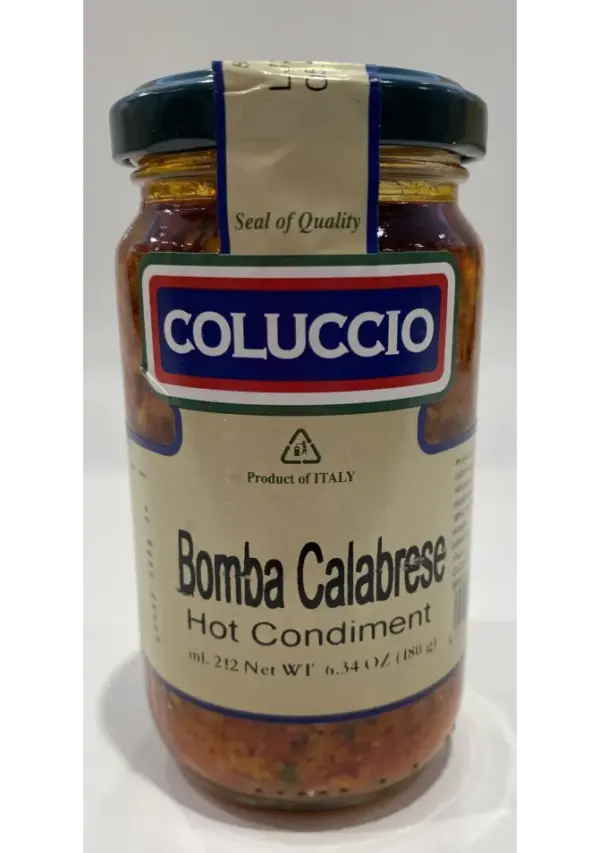 Seal of Quality
COLUCCIO
Product of ITALY
Bomba Calabrese
Hot Condiment
ml. 212 Net WT 6.34 OZ (180 g)